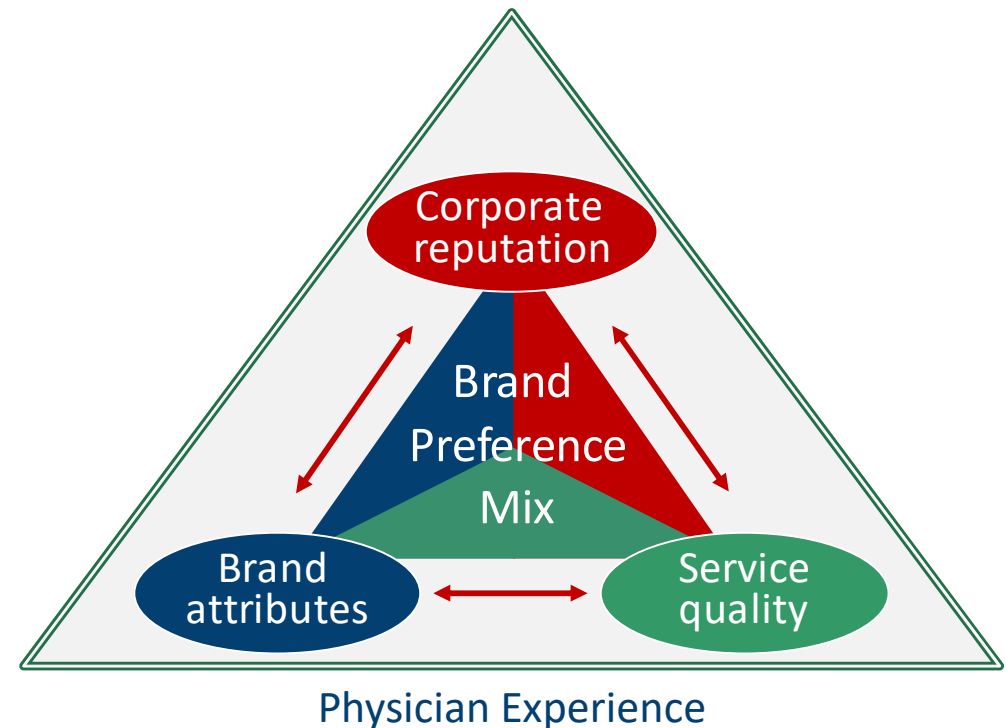 Corporate
reputation
Brand
Preference
Mix
Brand
attributes
Service
quality
Physician Experience